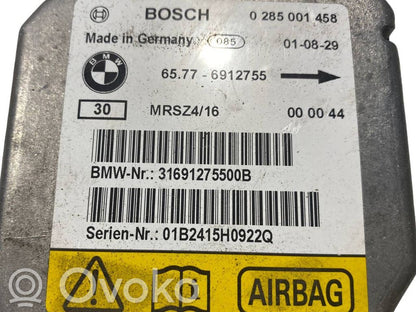 BOSCH 0 285 001 458
Made in Germany 085 01-08-29
BMW
65.77 - 6912755
30 MRSZ4/16 00 00 44
BMW-Nr.: 31691275500B
Serien-Nr.: 01B2415H0922Q
AIRBAG
© Ovoko